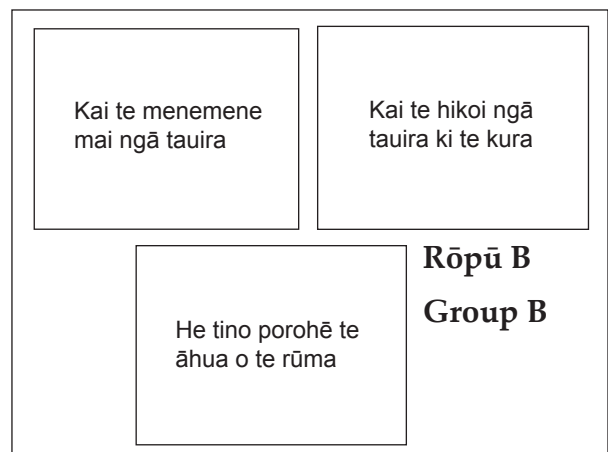 Kai te menemene
mai ngā tauira
Kai te hikoi ngā
tauira ki te kura
Rōpū B
Group B
He tino porohē te
āhua o te rūma